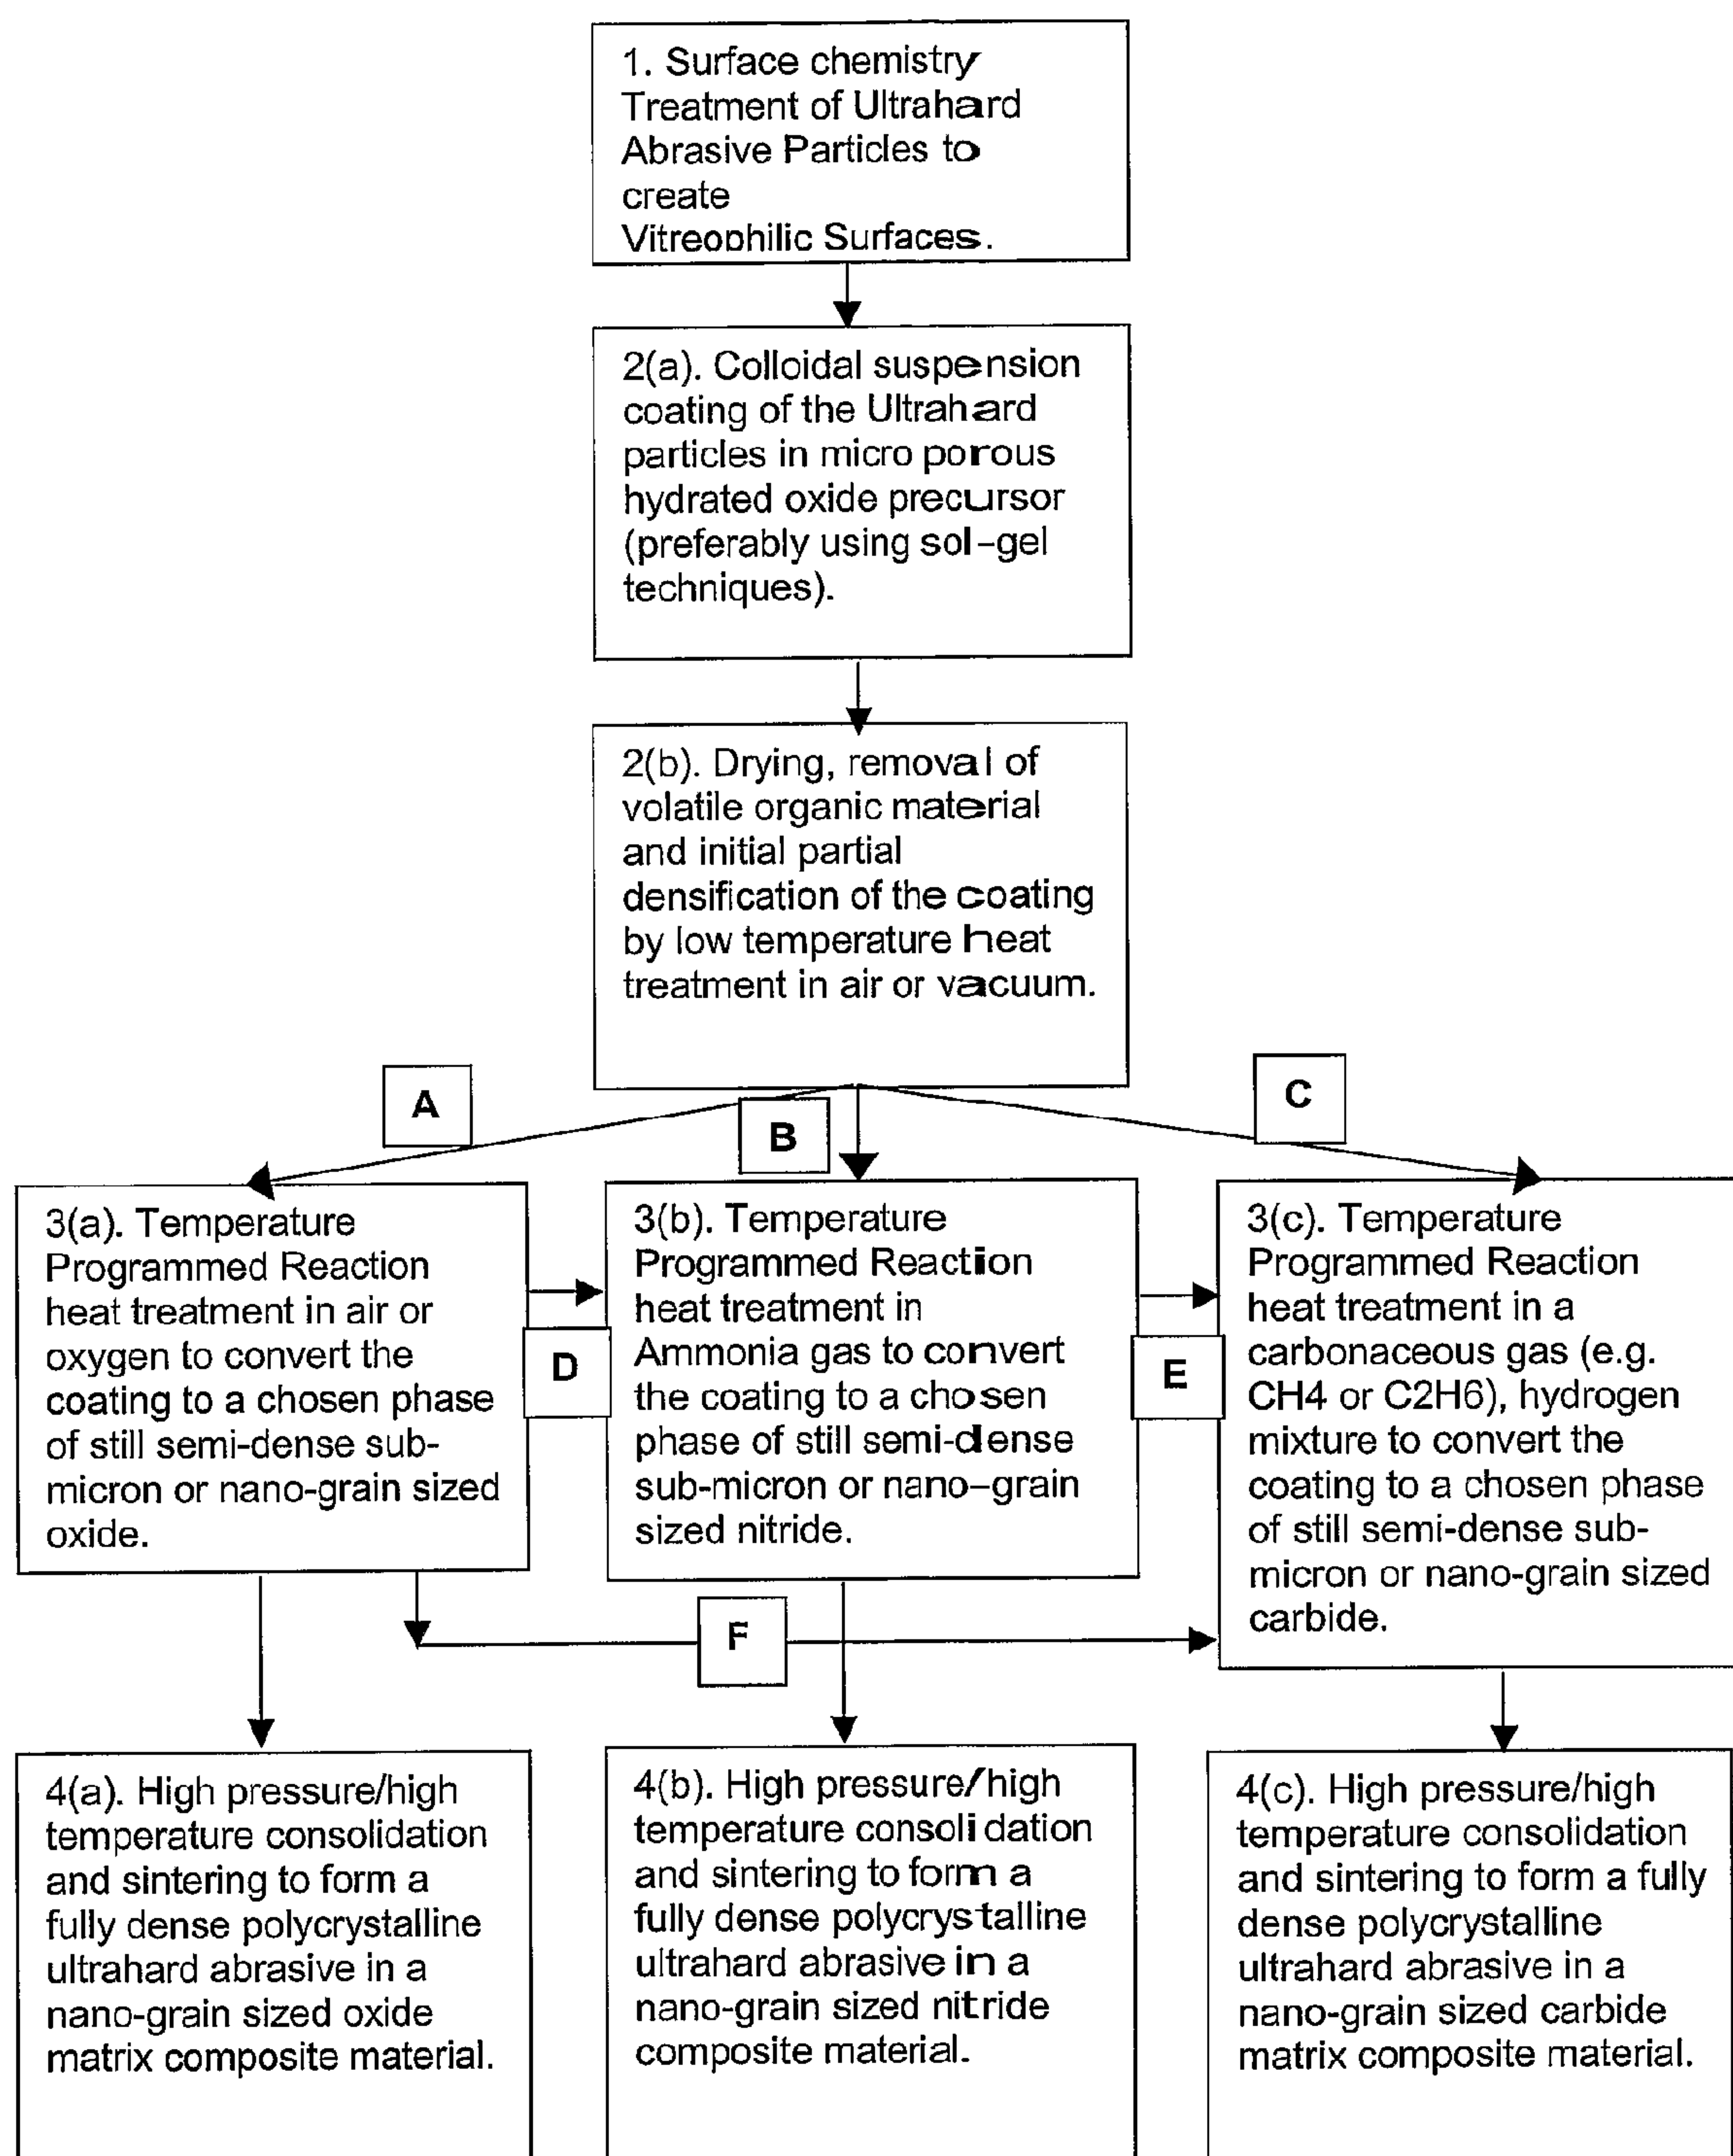 1. Surface chemistry
Treatment of Ultrahard
Abrasive Particles to
create
Vitreophilic Surfaces.
2(a). Colloidal suspension
coating of the Ultrahard
particles in micro porous
hydrated oxide precursor
(preferably using sol-gel
techniques).
2(b). Drying, removal of
volatile organic material
and initial partial
densification of the coating
by low temperature heat
treatment in air or vacuum.
A
B
C
3(a). Temperature
Programmed Reaction
heat treatment in air or
oxygen to convert the
coating to a chosen phase
of still semi-dense sub-
micron or nano-grain sized
oxide.
D
3(b). Temperature
Programmed Reaction
heat treatment in
Ammonia gas to convert
the coating to a chosen
phase of still semi-dense
sub-micron or nano-grain
sized nitride.
E
3(c). Temperature
Programmed Reaction
heat treatment in a
carbonaceous gas (e.g.
CH4 or C2H6), hydrogen
mixture to convert the
coating to a chosen phase
of still semi-dense sub-
micron or nano-grain sized
carbide.
F
4(a). High pressure/high
temperature consolidation
and sintering to form a
fully dense polycrystalline
ultrahard abrasive in a
nano-grain sized oxide
matrix composite material.
4(b). High pressure/high
temperature consolidation
and sintering to form a
fully dense polycrystalline
ultrahard abrasive in a
nano-grain sized nitride
composite material.
4(c). High pressure/high
temperature consolidation
and sintering to form a fully
dense polycrystalline
ultrahard abrasive in a
nano-grain sized carbide
matrix composite material.